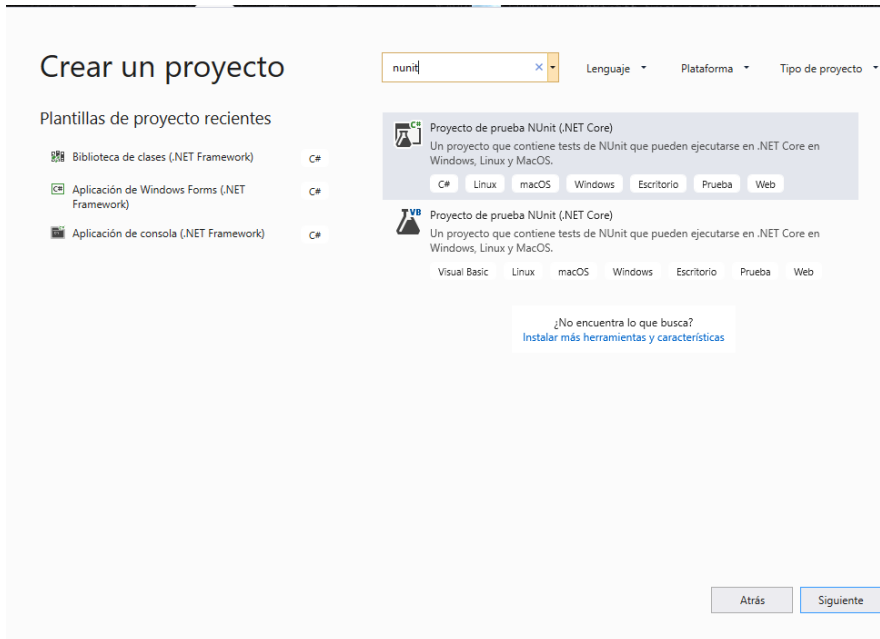 Crear un proyecto
nunit
Lenguaje
Plataforma
Tipo de proyecto
Plantillas de proyecto recientes
Biblioteca de clases (.NET Framework)
C#
Aplicación de Windows Forms (.NET
Framework)
C#
Aplicación de consola (.NET Framework)
C#
C#
Proyecto de prueba NUnit (.NET Core)
Un proyecto que contiene tests de NUnit que pueden ejecutarse en .NET Core en
Windows, Linux y MacOS.
C# Linux macOS Windows Escritorio Prueba Web
VB
Proyecto de prueba NUnit (.NET Core)
Un proyecto que contiene tests de NUnit que pueden ejecutarse en .NET Core en
Windows, Linux y MacOS.
Visual Basic Linux macOS Windows Escritorio Prueba Web
¿No encuentra lo que busca?
Instalar más herramientas y características
Atrás
Siguiente